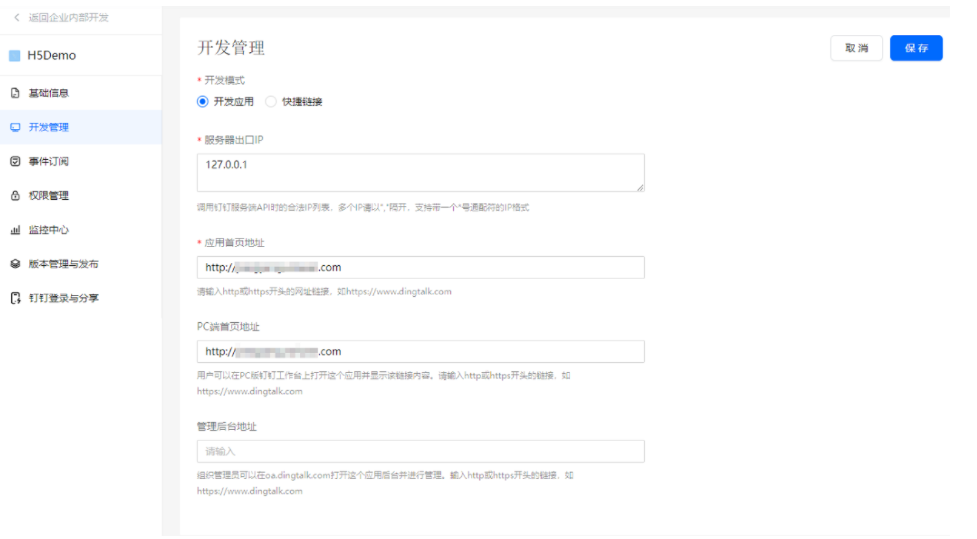 返回企业内部开发
H5Demo
基础信息
开发管理
事件订阅
权限管理
监控中心
版本管理与发布
钉钉登录与分享
开发管理
取消
保存
* 开发模式
开发应用
快捷链接
* 服务器出口IP
127.0.0.1
调用钉钉服务端API时的合法IP列表，多个IP请以","隔开，支持带一个*号通配符的IP格式
* 应用首页地址
http://
.com
请输入http或https开头的网址链接，如https://www.dingtalk.com
PC端首页地址
http://
.com
用户可以在PC版钉钉工作台上打开这个应用并显示该链接内容。请输入http或https开头的链接，如
https://www.dingtalk.com
管理后台地址
请输入
组织管理员可以在oa.dingtalk.com打开这个应用后台并进行管理。输入http或https开头的链接，如
https://www.dingtalk.com